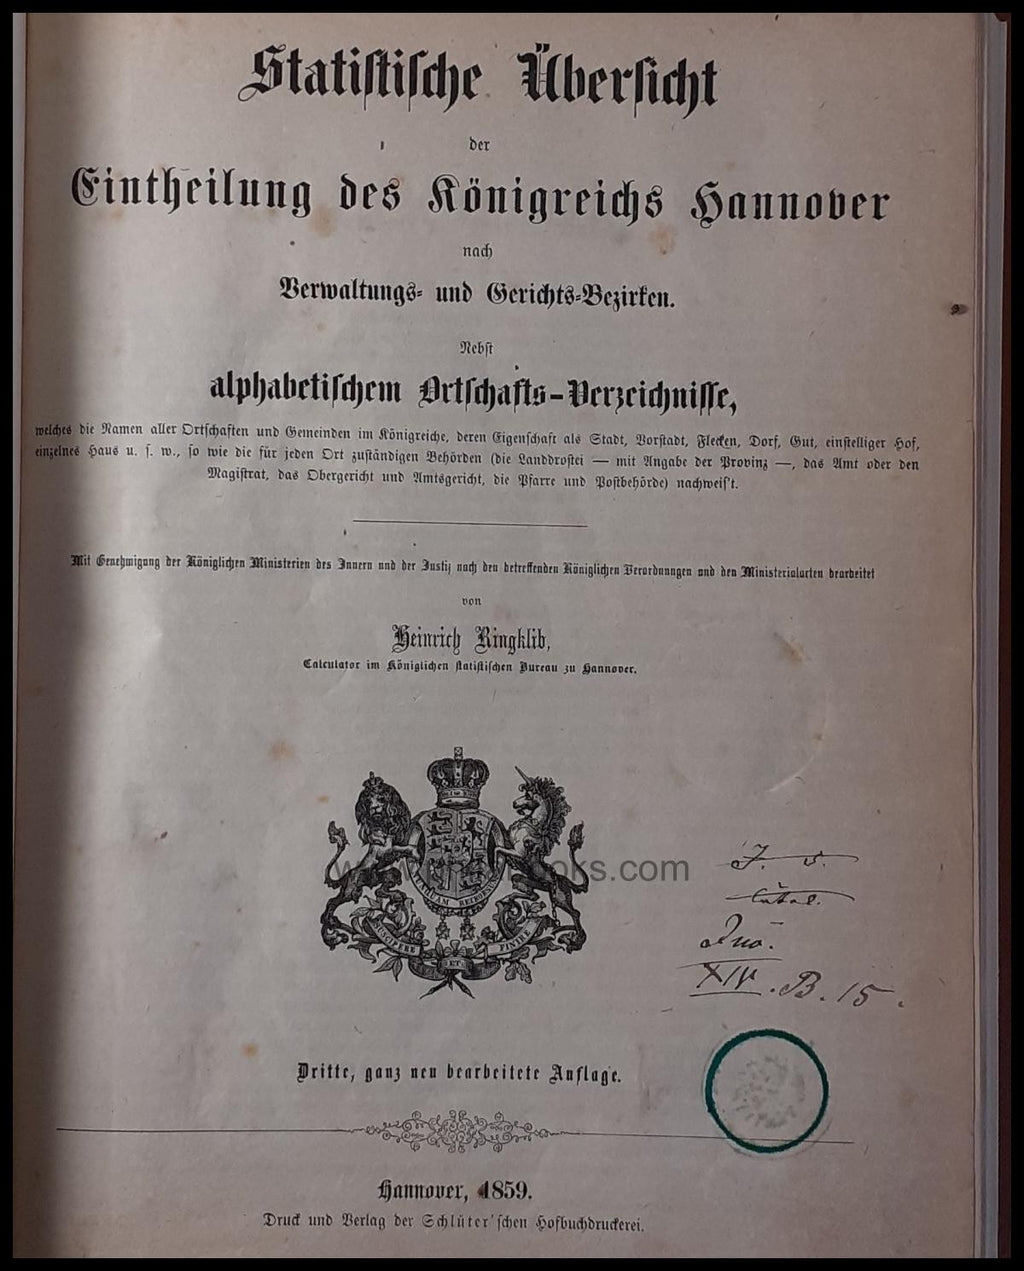 Statistische Übersicht
der
Eintheilung des Königreichs Hannover
nach
Verwaltungs- und Gerichts-Bezirken.
Nebst
alphabetischem Ortschafts-Verzeichnisse,
welches die Namen aller Ortschaften und Gemeinden im Königreiche, deren Eigenschaft als Stadt, Vorstadt, Flecken, Dorf, Gut, einstelliger Hof,
einzelnes Haus u. s. w., so wie die für jeden Ort zuständigen Behörden (die Landdrostei — mit Angabe der Provinz —, das Amt oder den
Magistrat, das Obergericht und Amtsgericht, die Pfarre und Postbehörde) nachweis't.
Mit Genehmigung der Königlichen Ministerien des Innern und der Justiz nach den betreffenden Königlichen Verordnungen und den Ministerialacten bearbeitet
von
Heinrich Ringklib,
Calculator im Königlichen statistischen Bureau zu Hannover.
SUSCIPERE ET FINIRE
XIV. B. 15.
Dritte, ganz neu bearbeitete Auflage.
Hannover, 1859.
Druck und Verlag der Schlüter'schen Hofbuchdruckerei.